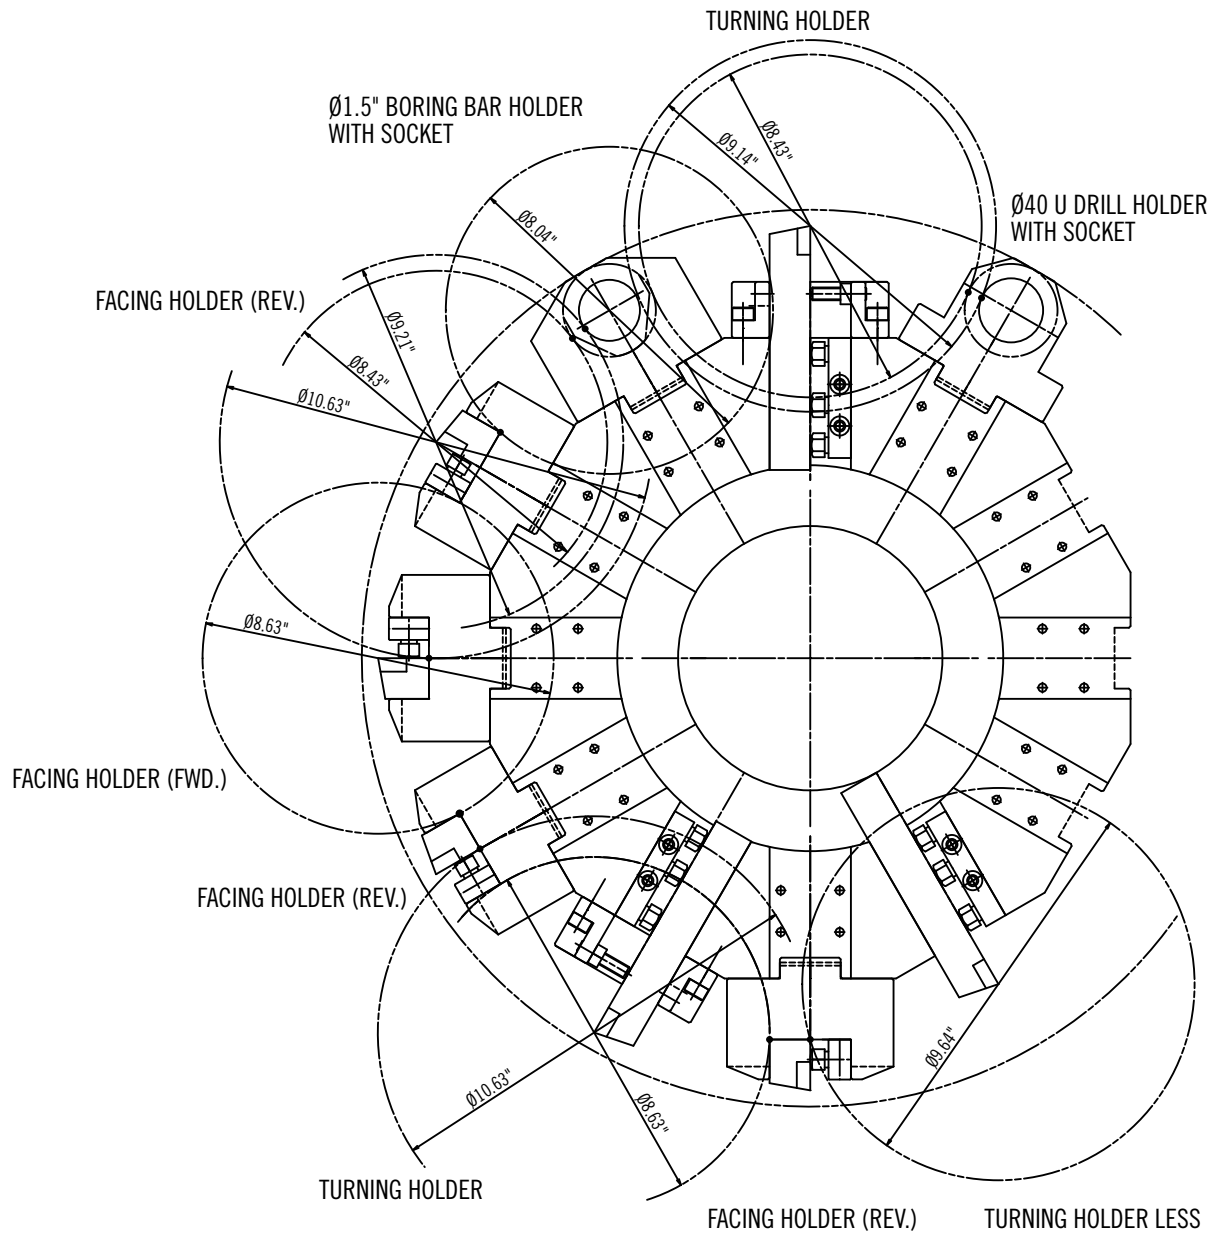 TURNING HOLDER
Ø1.5" BORING BAR HOLDER
WITH SOCKET
Ø9.14"
Ø8.43"
Ø40 U DRILL HOLDER
WITH SOCKET
Ø8.04"
FACING HOLDER (REV.)
Ø9.21"
Ø8.43"
Ø10.63"
Ø8.63"
FACING HOLDER (FWD.)
FACING HOLDER (REV.)
Ø10.63"
Ø8.63"
Ø9.64"
TURNING HOLDER
FACING HOLDER (REV.)
TURNING HOLDER LESS